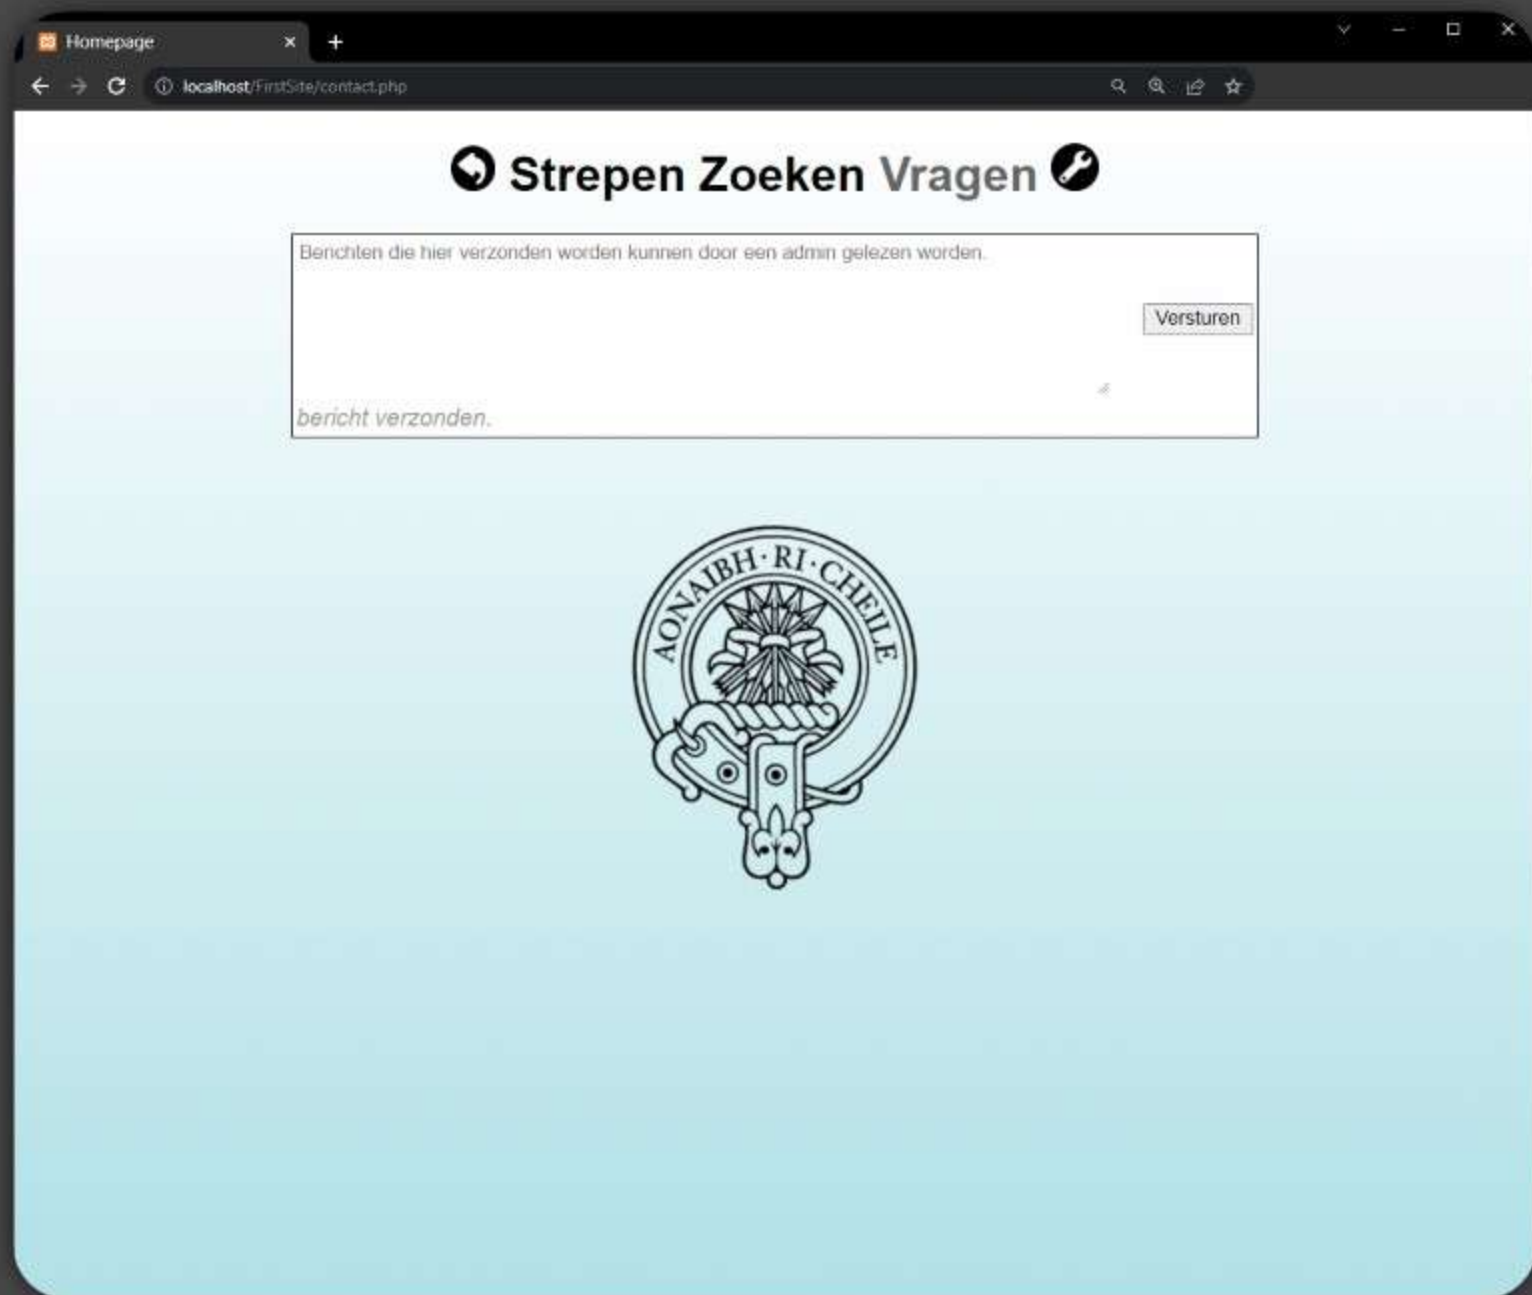 Homepage
localhost/FirstSite/contact.php
Strepen Zoeken Vragen
Berichten die hier verzonden worden kunnen door een admin gelezen worden.
Versturen
bericht verzonden.
AONAIBH·RI·CHEILE